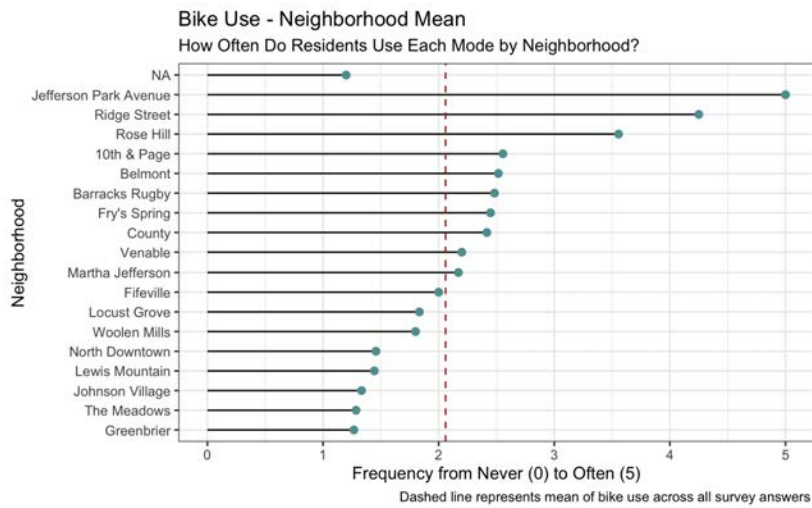 Bike Use - Neighborhood Mean
How Often Do Residents Use Each Mode by Neighborhood?
Neighborhood
NA
Jefferson Park Avenue
Ridge Street
Rose Hill
10th & Page
Belmont
Barracks Rugby
Fry's Spring
County
Venable
Martha Jefferson
Fifeville
Locust Grove
Woolen Mills
North Downtown
Lewis Mountain
Johnson Village
The Meadows
Greenbrier
0 1 2 3 4 5
Frequency from Never (0) to Often (5)
Dashed line represents mean of bike use across all survey answers